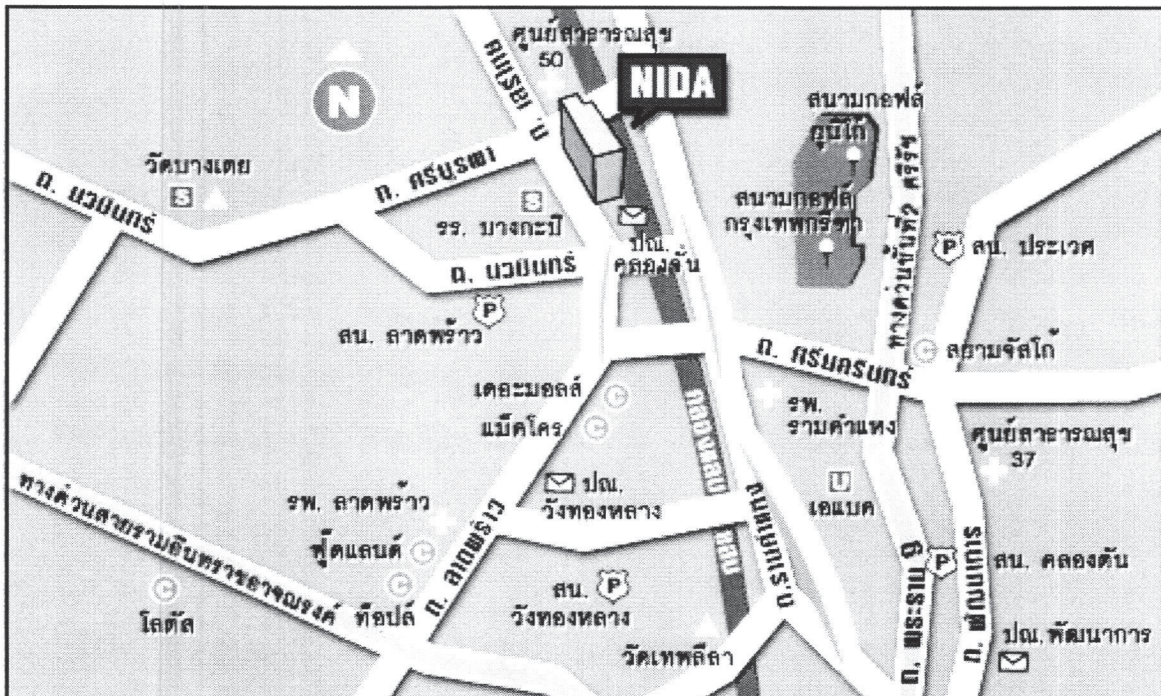 ศูนย์สาธารณสุข
50
NIDA
N
ถ. เสรีไทย
สนามกอล์ฟ
ยูนิโก้
วัดบางเตย
S
ถ. นวมินทร์
ถ. ศรีบูรพา
S
รร. บางกะปิ
สนามกอล์ฟ
กรุงเทพกรีฑา
ทางด่วนขั้นที่2 ศรีรัช
ปณ.
คลองจั่น
P
สน. ประเวศ
ถ. นวมินทร์
P
สน. ลาดพร้าว
C
สยามจัสโก้
ถ. ศรีนครินทร์
เดอะมอลล์
C
แม็คโคร
C
รพ.
รามคำแหง
ศูนย์สาธารณสุข
37
คลองแสนแสบ
ทางด่วนสายรามอินทราอาจณรงค์
รพ. ลาดพร้าว
ปณ.
วังทองหลาง
T
เอแบค
ฟู้ดแลนด์
C
ถ. ลาดพร้าว
ถ.รามคำแหง
C
โลตัส
C
ท็อปส์
สน.
วังทองหลาง
P
P
สน. คลองตัน
ถ. พระราม 9
ถ. พัฒนาการ
วัดเทพลีลา
ปณ.พัฒนาการ